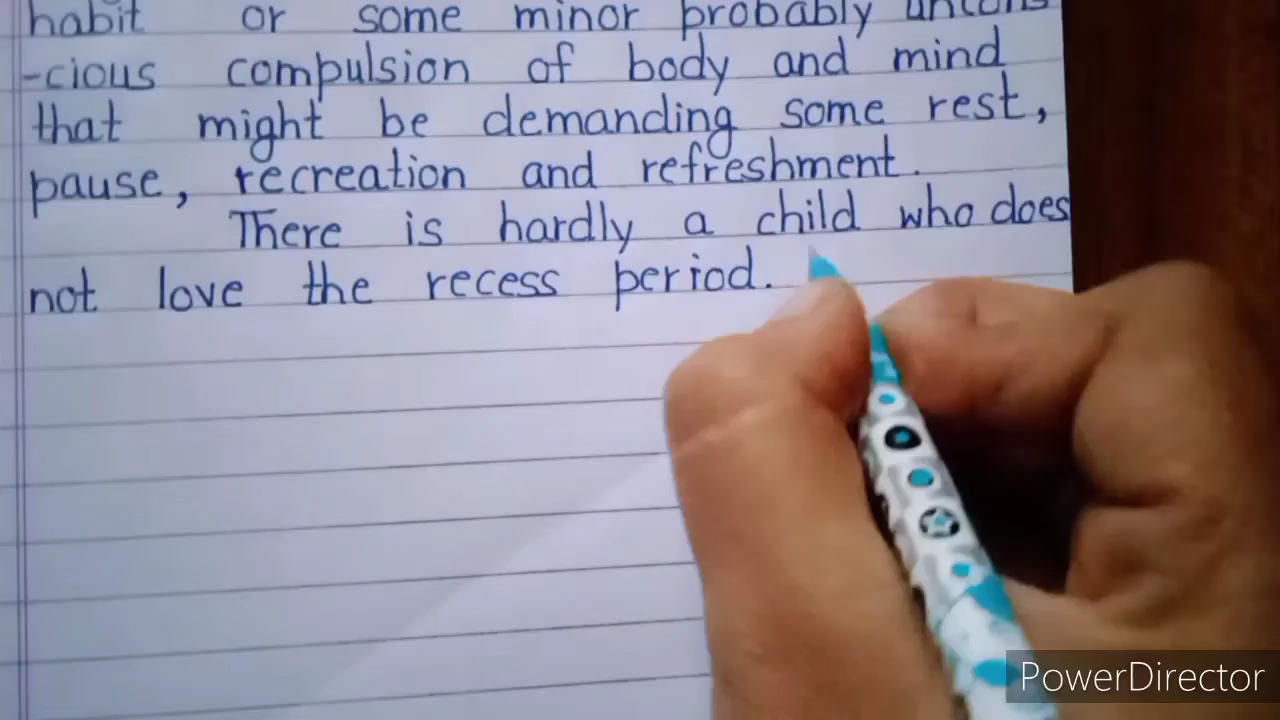 habit or some minor probably uncons
-cious compulsion of body and mind
that might be demanding some rest,
pause, recreation and refreshment.
There is hardly a child who does
not love the recess period.
PowerDirector